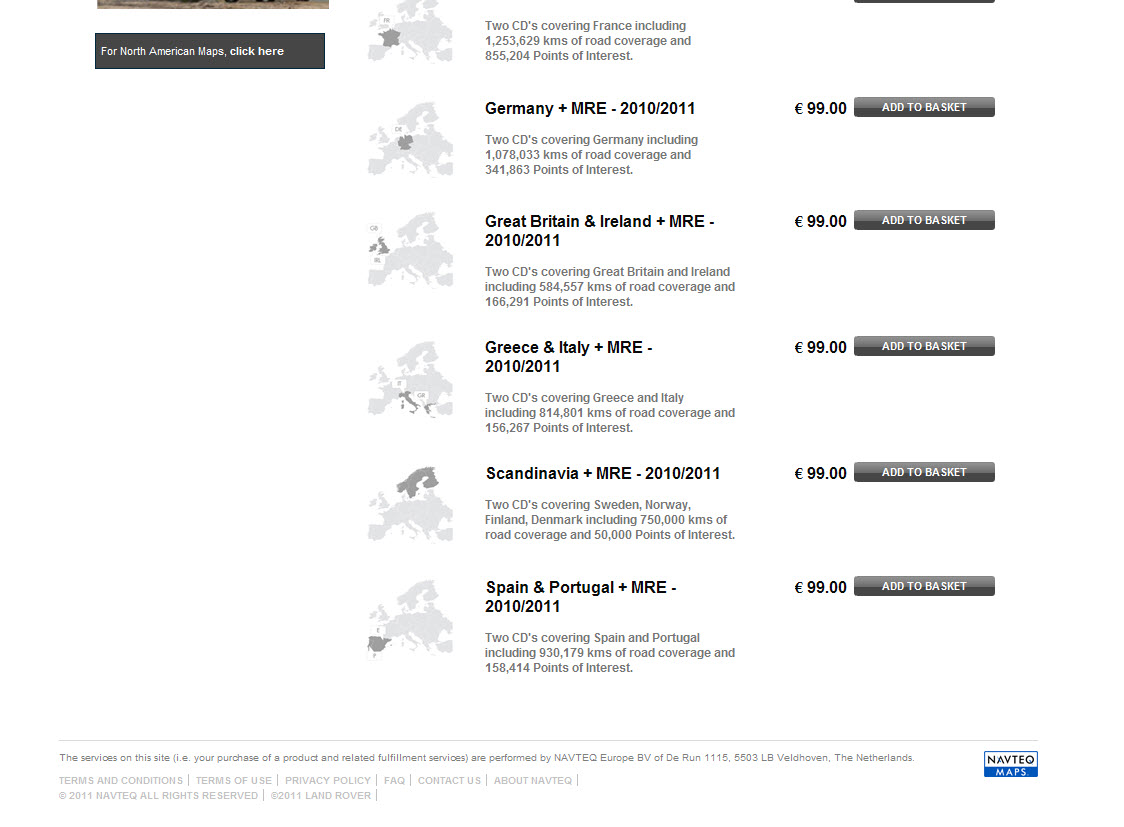 For North American Maps, click here
FR
Two CD's covering France including
1,253,629 kms of road coverage and
855,204 Points of Interest.
Germany + MRE - 2010/2011
€ 99.00
ADD TO BASKET
DE
Two CD's covering Germany including
1,078,033 kms of road coverage and
341,863 Points of Interest.
Great Britain & Ireland + MRE -
2010/2011
€ 99.00
ADD TO BASKET
GB
IRL
Two CD's covering Great Britain and Ireland
including 584,557 kms of road coverage and
166,291 Points of Interest.
Greece & Italy + MRE -
2010/2011
€ 99.00
ADD TO BASKET
IT
GR
Two CD's covering Greece and Italy
including 814,801 kms of road coverage and
156,267 Points of Interest.
Scandinavia + MRE - 2010/2011
€ 99.00
ADD TO BASKET
Two CD's covering Sweden, Norway,
Finland, Denmark including 750,000 kms of
road coverage and 50,000 Points of Interest.
Spain & Portugal + MRE -
2010/2011
€ 99.00
ADD TO BASKET
E
P
Two CD's covering Spain and Portugal
including 930,179 kms of road coverage and
158,414 Points of Interest.
The services on this site (i.e. your purchase of a product and related fulfillment services) are performed by NAVTEQ Europe BV of De Run 1115, 5503 LB Veldhoven, The Netherlands.
NAVTEQ
MAPS
TERMS AND CONDITIONS | TERMS OF USE | PRIVACY POLICY | FAQ | CONTACT US | ABOUT NAVTEQ |
© 2011 NAVTEQ ALL RIGHTS RESERVED | ©2011 LAND ROVER |